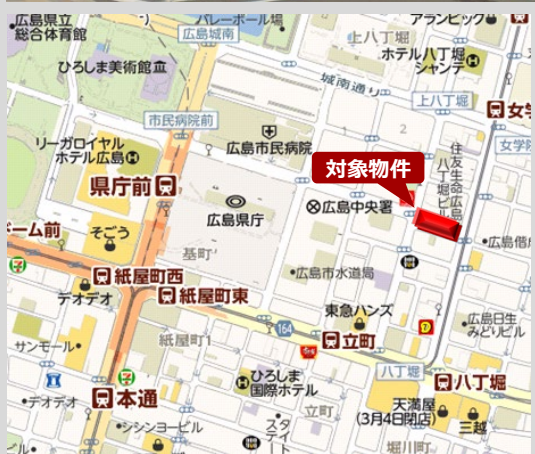 広島県立
総合体育館
バレーボール場
広島城南
アランビック
上八丁堀
ホテル八丁堀
シャンテ
ひろしま美術館
城南通り
上八丁堀
市民病院前
女学
女学院
リーガロイヤル
ホテル広島
広島市民病院
1
2
住友生命広島
八丁堀ビル
対象物件
県庁前
広島県庁
広島中央署
ーム前
そごう
基町
広島市水道局
紙屋町西
デオデオ
紙屋町東
東急ハンズ
広島日生
みどりビル
164
立町
サンモール
紙屋町1
八丁堀
八丁堀
ひろしま
国際ホテル
本通
デオデオ
立町
天満屋
(3月4日閉店)
三越
シシンヨービル
堀川町